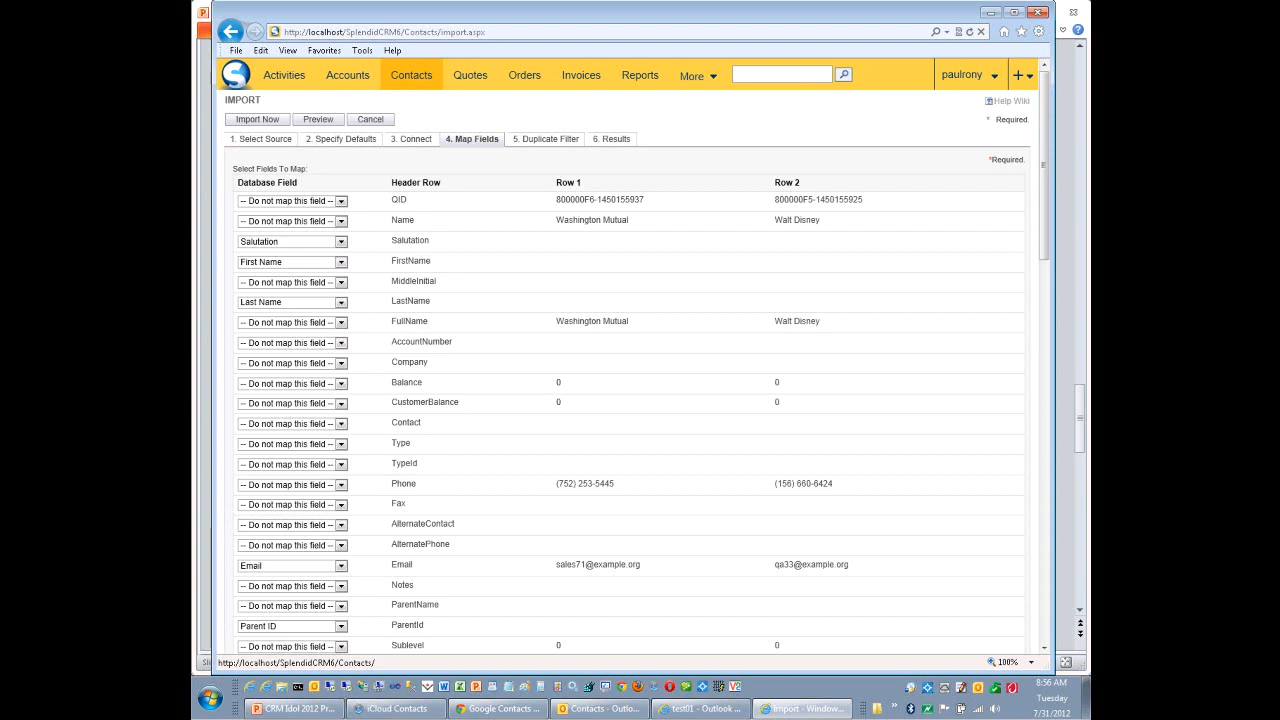 http://localhost/SplendidCRM6/Contacts/import.aspx
File Edit View Favorites Tools Help
Activities Accounts Contacts Quotes Orders Invoices Reports More paulrony
IMPORT
Help Wiki
Import Now Preview Cancel
* Required.
1. Select Source 2. Specify Defaults 3. Connect 4. Map Fields 5. Duplicate Filter 6. Results
*Required.
Select Fields To Map:
Database Field Header Row Row 1 Row 2
-- Do not map this field -- QID 800000F6-1450155937 800000F5-1450155925
-- Do not map this field -- Name Washington Mutual Walt Disney
Salutation Salutation
First Name FirstName
-- Do not map this field -- MiddleInitial
Last Name LastName
-- Do not map this field -- FullName Washington Mutual Walt Disney
-- Do not map this field -- AccountNumber
-- Do not map this field -- Company
-- Do not map this field -- Balance 0 0
-- Do not map this field -- CustomerBalance 0 0
-- Do not map this field -- Contact
-- Do not map this field -- Type
-- Do not map this field -- TypeId
-- Do not map this field -- Phone (752) 253-5445 (156) 660-6424
-- Do not map this field -- Fax
-- Do not map this field -- AlternateContact
-- Do not map this field -- AlternatePhone
Email Email sales71@example.org qa33@example.org
-- Do not map this field -- Notes
-- Do not map this field -- ParentName
Parent ID ParentId
-- Do not map this field -- Sublevel 0 0
http://localhost/SplendidCRM6/Contacts/
100%
8:56 AM
Tuesday
7/31/2012
CRM Idol 2012 Pr... iCloud Contacts Google Contacts ... Contacts - Outlo... test01 - Outlook ... Import - Window...